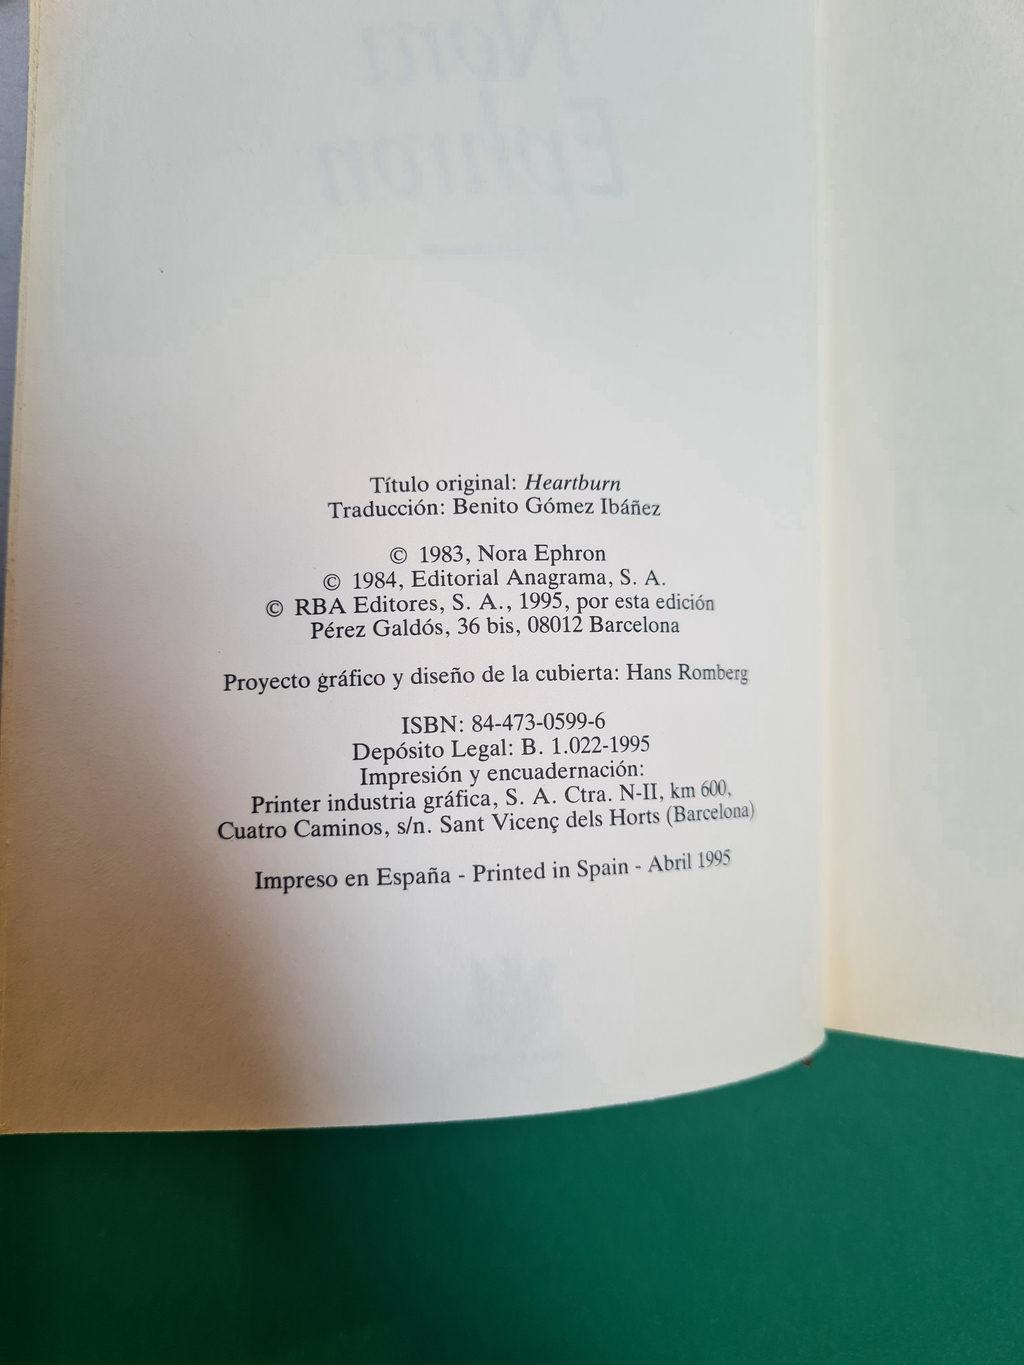 Nora
Ephron
Título original: Heartburn
Traducción: Benito Gómez Ibáñez
© 1983, Nora Ephron
© 1984, Editorial Anagrama, S. A.
© RBA Editores, S. A., 1995, por esta edición
Pérez Galdós, 36 bis, 08012 Barcelona
Proyecto gráfico y diseño de la cubierta: Hans Romberg
ISBN: 84-473-0599-6
Depósito Legal: B. 1.022-1995
Impresión y encuadernación:
Printer industria gráfica, S. A. Ctra. N-II, km 600,
Cuatro Caminos, s/n. Sant Vicenç dels Horts (Barcelona)
Impreso en España - Printed in Spain - Abril 1995